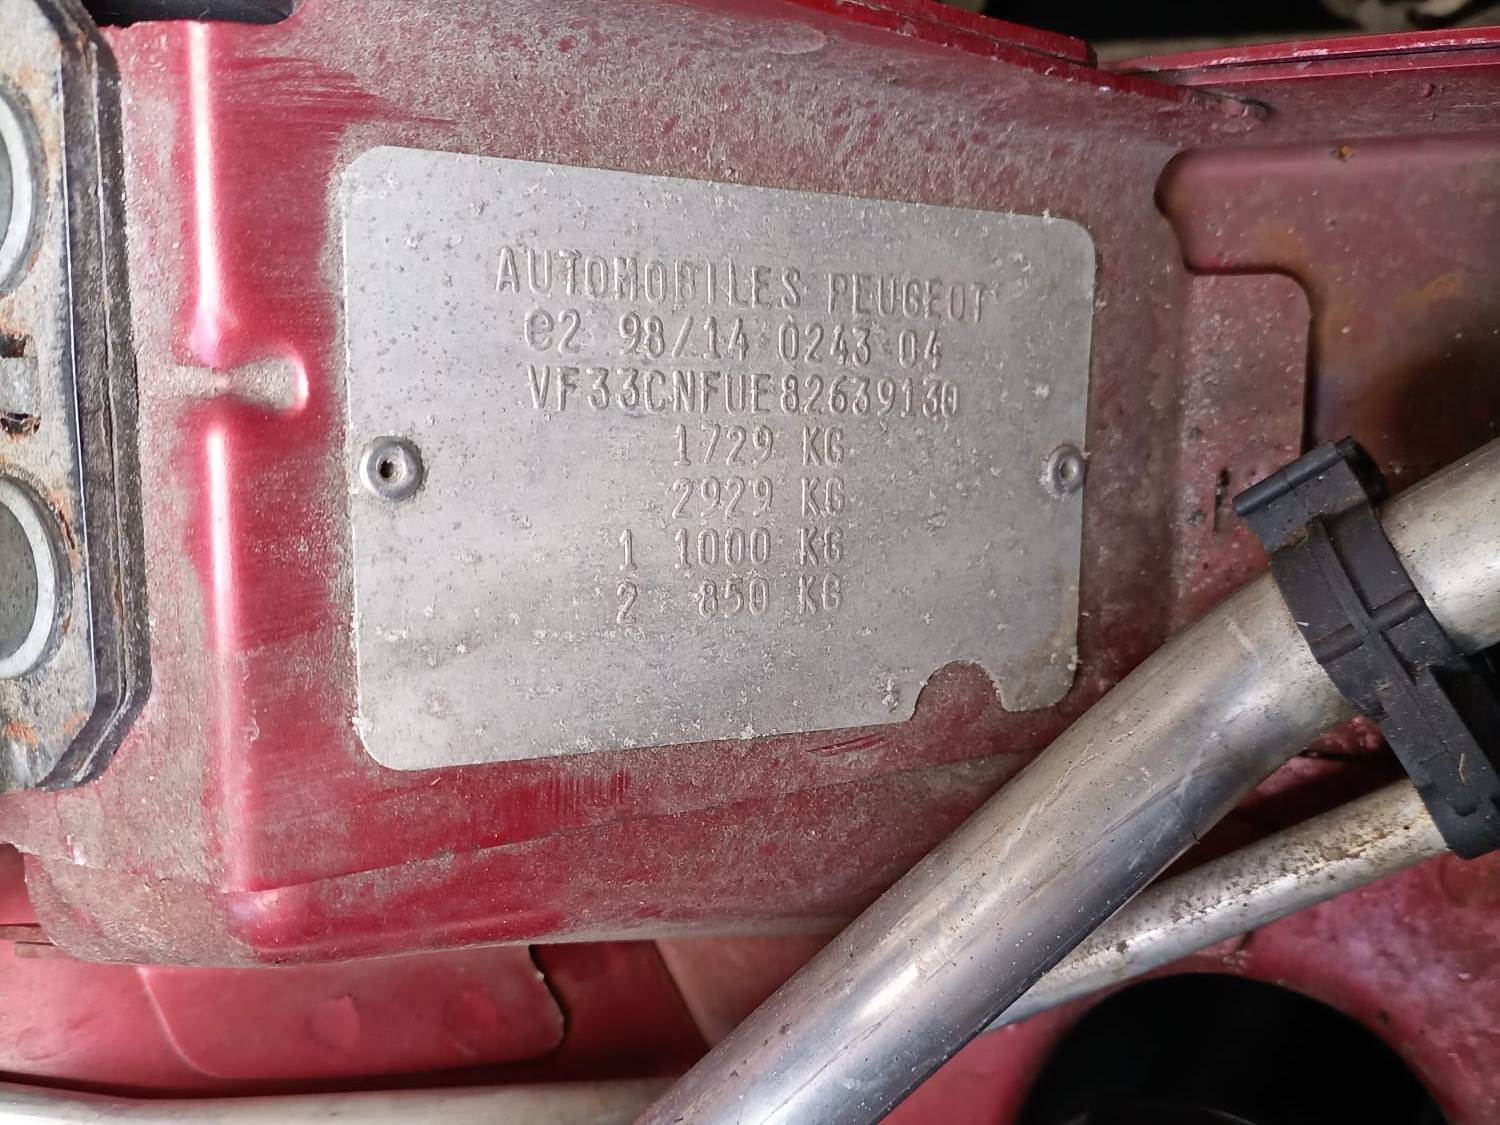 AUTOMOBILES PEUGEOT
e2 98/14 0243 04
VF33CNFUE82639130
1729 KG
2929 KG
1 1000 KG
2 850 KG